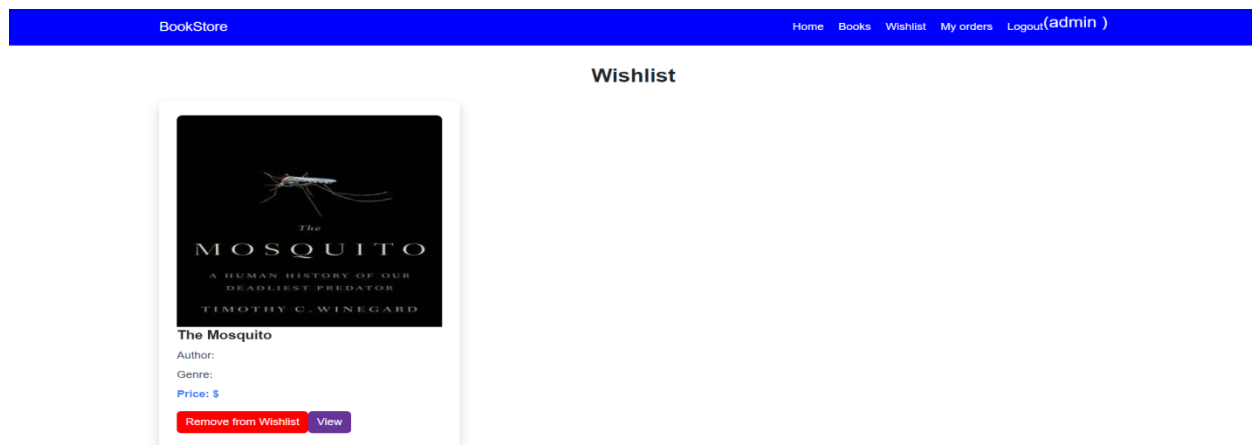 BookStore Home Books Wishlist My orders Logout(admin )
Wishlist
The
MOSQUITO
A HUMAN HISTORY OF OUR
DEADLIEST PREDATOR
TIMOTHY C. WINEGARD
The Mosquito
Author:
Genre:
Price: $
Remove from Wishlist View